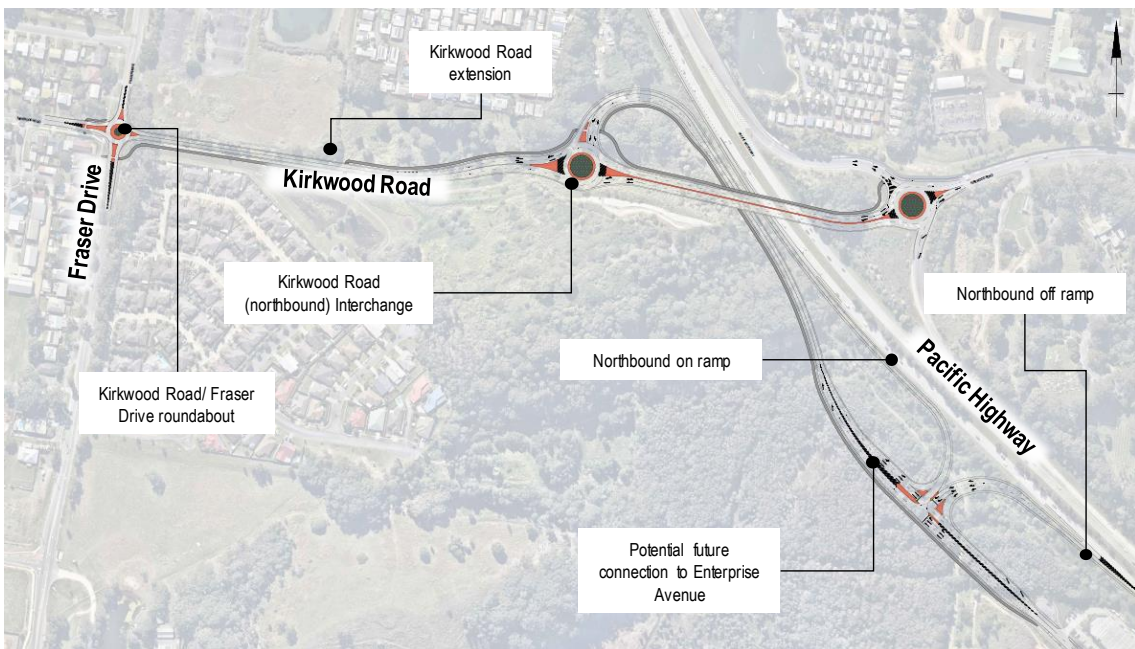 Kirkwood Road
extension
Kirkwood Road
Fraser Drive
Kirkwood Road
(northbound) Interchange
Northbound off ramp
Northbound on ramp
Pacific Highway
Kirkwood Road/ Fraser
Drive roundabout
Potential future
connection to Enterprise
Avenue